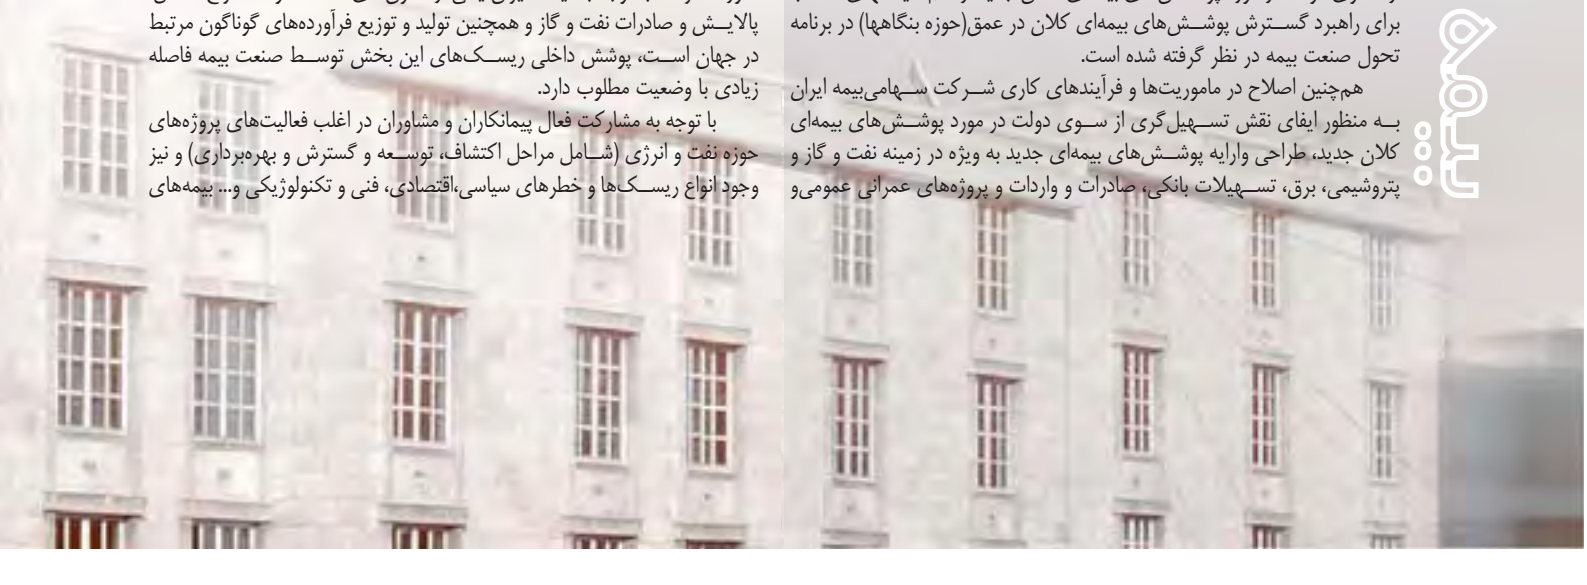 برای راهبرد گسترش پوشش‌های بیمه‌ای کلان در عمق(حوزه بنگاهها) در برنامه
تحول صنعت بیمه در نظر گرفته شده است.
هم‌چنین اصلاح در ماموریت‌ها و فرآیندهای کاری شرکت سهامی‌بیمه ایران
به منظور ایفای نقش تسهیل‌گری از سوی دولت در مورد پوشش‌های بیمه‌ای
کلان جدید، طراحی وارایه پوشش‌های بیمه‌ای جدید به ویژه در زمینه نفت و گاز و
پتروشیمی، برق، تسهیلات بانکی، صادرات و واردات و پروژه‌های عمرانی عمومی‌و
پالایش و صادرات نفت و گاز و همچنین تولید و توزیع فرآورده‌های گوناگون مرتبط
در جهان است، پوشش داخلی ریسک‌های این بخش توسط صنعت بیمه فاصله
زیادی با وضعیت مطلوب دارد.
با توجه به مشارکت فعال پیمانکاران و مشاوران در اغلب فعالیت‌های پروژه‌های
حوزه نفت و انرژی (شامل مراحل اکتشاف، توسعه و گسترش و بهره‌برداری) و نیز
وجود انواع ریسک‌ها و خطرهای سیاسی،اقتصادی، فنی و تکنولوژیکی و... بیمه‌های